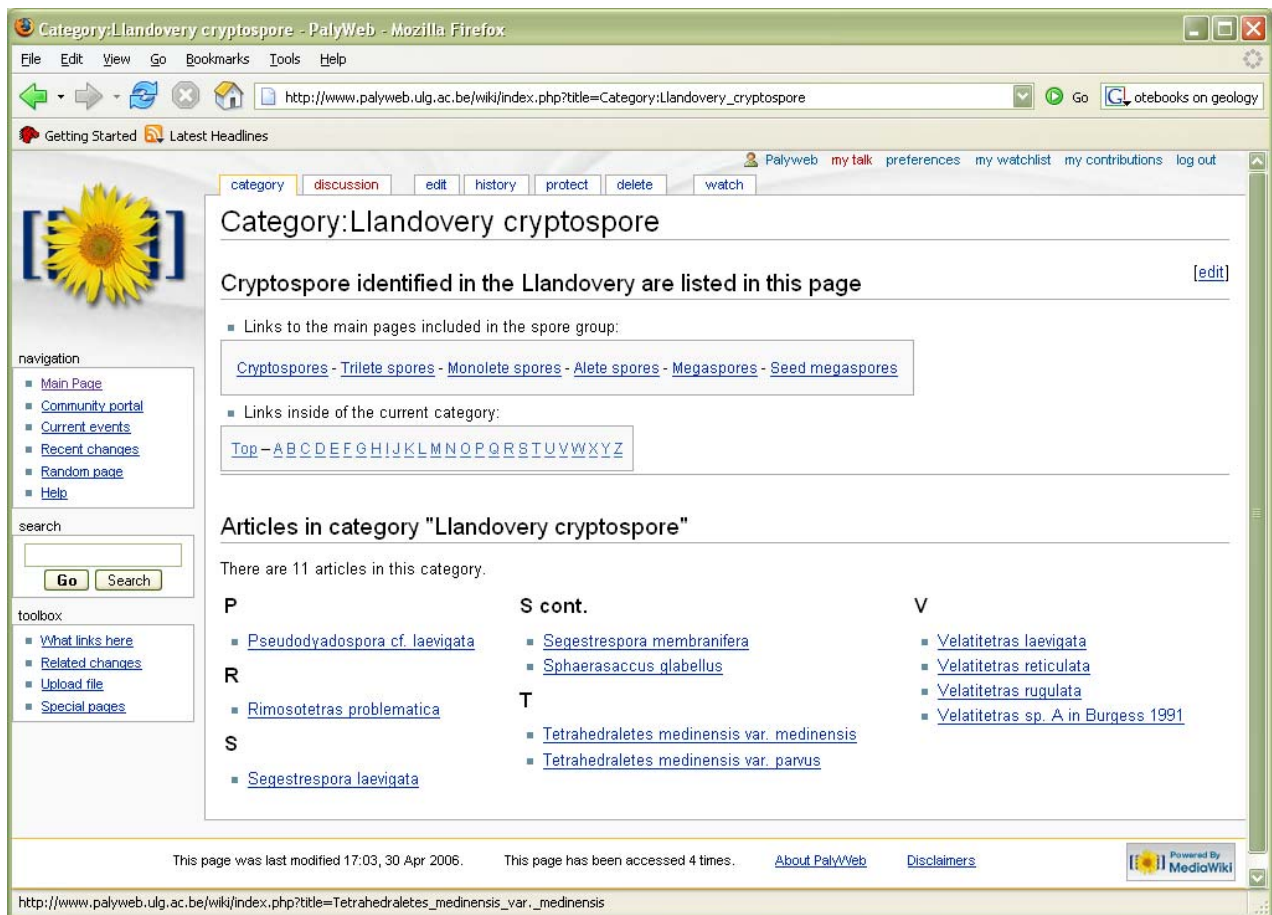 Category:Llandovery cryptospore - PalyWeb - Mozilla Firefox
File Edit View Go Bookmarks Tools Help
http://www.palyweb.ulg.ac.be/wiki/index.php?title=Category:Llandovery_cryptospore Go otebooks on geology
Getting Started Latest Headlines
Palyweb my talk preferences my watchlist my contributions log out
category discussion edit history protect delete watch
Category:Llandovery cryptospore
[edit]
Cryptospore identified in the Llandovery are listed in this page
Links to the main pages included in the spore group:
Cryptospores - Trilete spores - Monolete spores - Alete spores - Megaspores - Seed megaspores
Links inside of the current category:
Top – A B C D E F G H I J K L M N O P Q R S T U V W X Y Z
Articles in category "Llandovery cryptospore"
There are 11 articles in this category.
P
Pseudodyadospora cf. laevigata
R
Rimosotetras problematica
S
Segestrespora laevigata
S cont.
Segestrespora membranifera
Sphaerasaccus glabellus
T
Tetrahedraletes medinensis var. medinensis
Tetrahedraletes medinensis var. parvus
V
Velatitetras laevigata
Velatitetras reticulata
Velatitetras rugulata
Velatitetras sp. A in Burgess 1991
navigation
Main Page
Community portal
Current events
Recent changes
Random page
Help
search
Go Search
toolbox
What links here
Related changes
Upload file
Special pages
This page was last modified 17:03, 30 Apr 2006. This page has been accessed 4 times. About PalyWeb Disclaimers
Powered By
MediaWiki
http://www.palyweb.ulg.ac.be/wiki/index.php?title=Tetrahedraletes_medinensis_var._medinensis